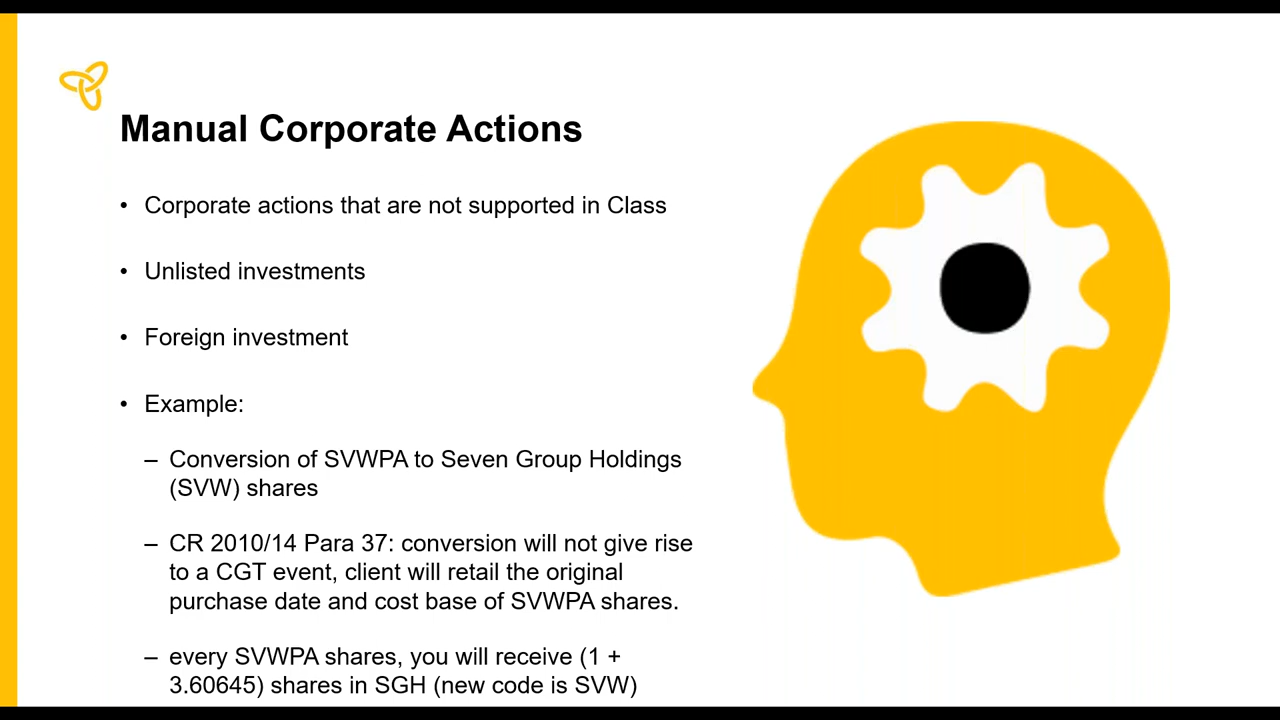 Manual Corporate Actions
• Corporate actions that are not supported in Class
• Unlisted investments
• Foreign investment
• Example:
– Conversion of SVWPA to Seven Group Holdings
(SVW) shares
– CR 2010/14 Para 37: conversion will not give rise
to a CGT event, client will retail the original
purchase date and cost base of SVWPA shares.
– every SVWPA shares, you will receive (1 +
3.60645) shares in SGH (new code is SVW)